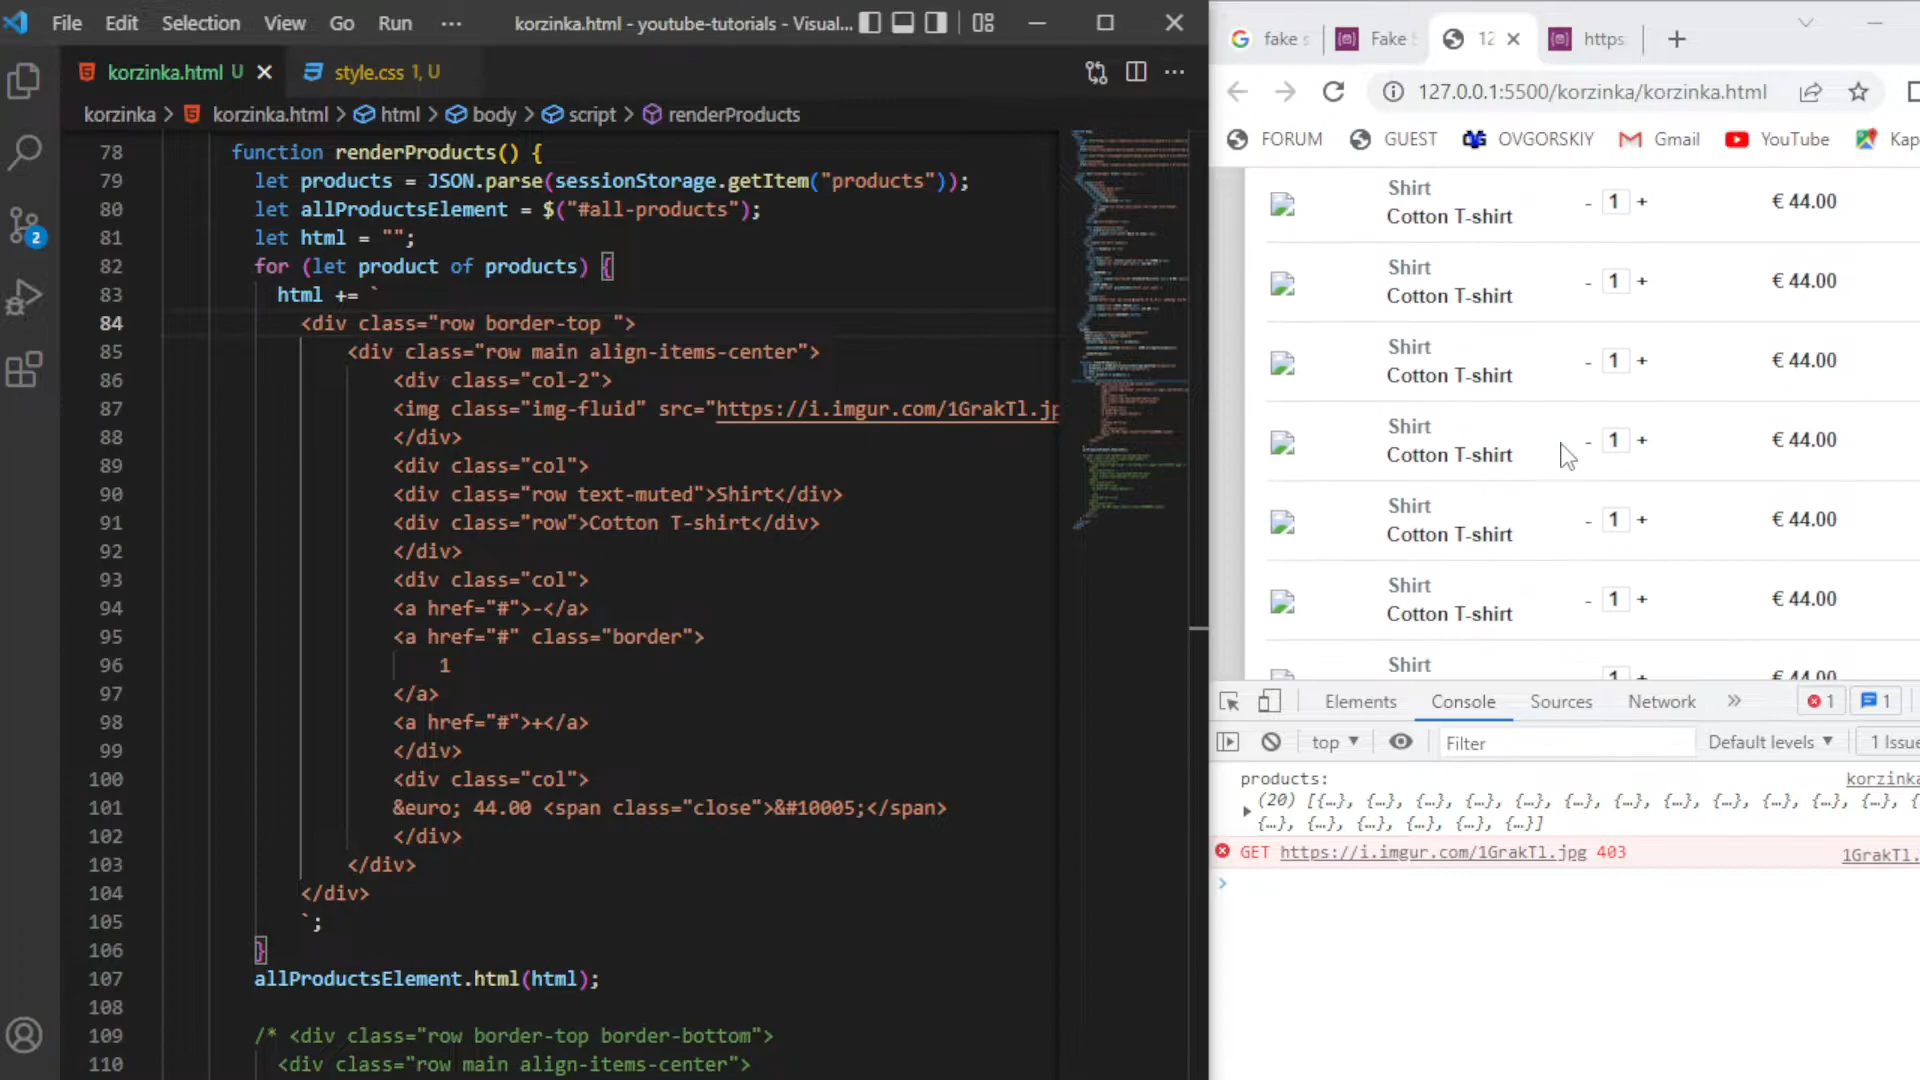 File Edit Selection View Go Run ··· korzinka.html - youtube-tutorials - Visual...
korzinka.html U style.css 1, U
korzinka > korzinka.html > html > body > script > renderProducts
78 function renderProducts() {
79 let products = JSON.parse(sessionStorage.getItem("products"));
80 let allProductsElement = $("#all-products");
81 let html = "";
82 for (let product of products) {
83 html += `
84 <div class="row border-top ">
85 <div class="row main align-items-center">
86 <div class="col-2">
87 <img class="img-fluid" src="https://i.imgur.com/1GrakTl.jp
88 </div>
89 <div class="col">
90 <div class="row text-muted">Shirt</div>
91 <div class="row">Cotton T-shirt</div>
92 </div>
93 <div class="col">
94 <a href="#">-</a>
95 <a href="#" class="border">
96 1
97 </a>
98 <a href="#">+</a>
99 </div>
100 <div class="col">
101 &euro; 44.00 <span class="close">&#10005;</span>
102 </div>
103 </div>
104 </div>
105 `;
106 }
107 allProductsElement.html(html);
108
109 /* <div class="row border-top border-bottom">
110 <div class="row main align-items-center">
2
fake s Fake S 12 https
127.0.0.1:5500/korzinka/korzinka.html
FORUM GUEST OVGORSKIY Gmail YouTube Кар
Shirt
Cotton T-shirt - 1 + € 44.00
Shirt
Cotton T-shirt - 1 + € 44.00
Shirt
Cotton T-shirt - 1 + € 44.00
Shirt
Cotton T-shirt - 1 + € 44.00
Shirt
Cotton T-shirt - 1 + € 44.00
Shirt
Cotton T-shirt - 1 + € 44.00
Shirt - 1 + € 44.00
Elements Console Sources Network » 1 1
top ▼ Filter Default levels ▼ 1 Issue
products: korzinka
(20) [{…}, {…}, {…}, {…}, {…}, {…}, {…}, {…}, {…}, {…}, {…}, {…},
{…}, {…}, {…}, {…}, {…}, {…}]
GET https://i.imgur.com/1GrakTl.jpg 403 1GrakTl.
>